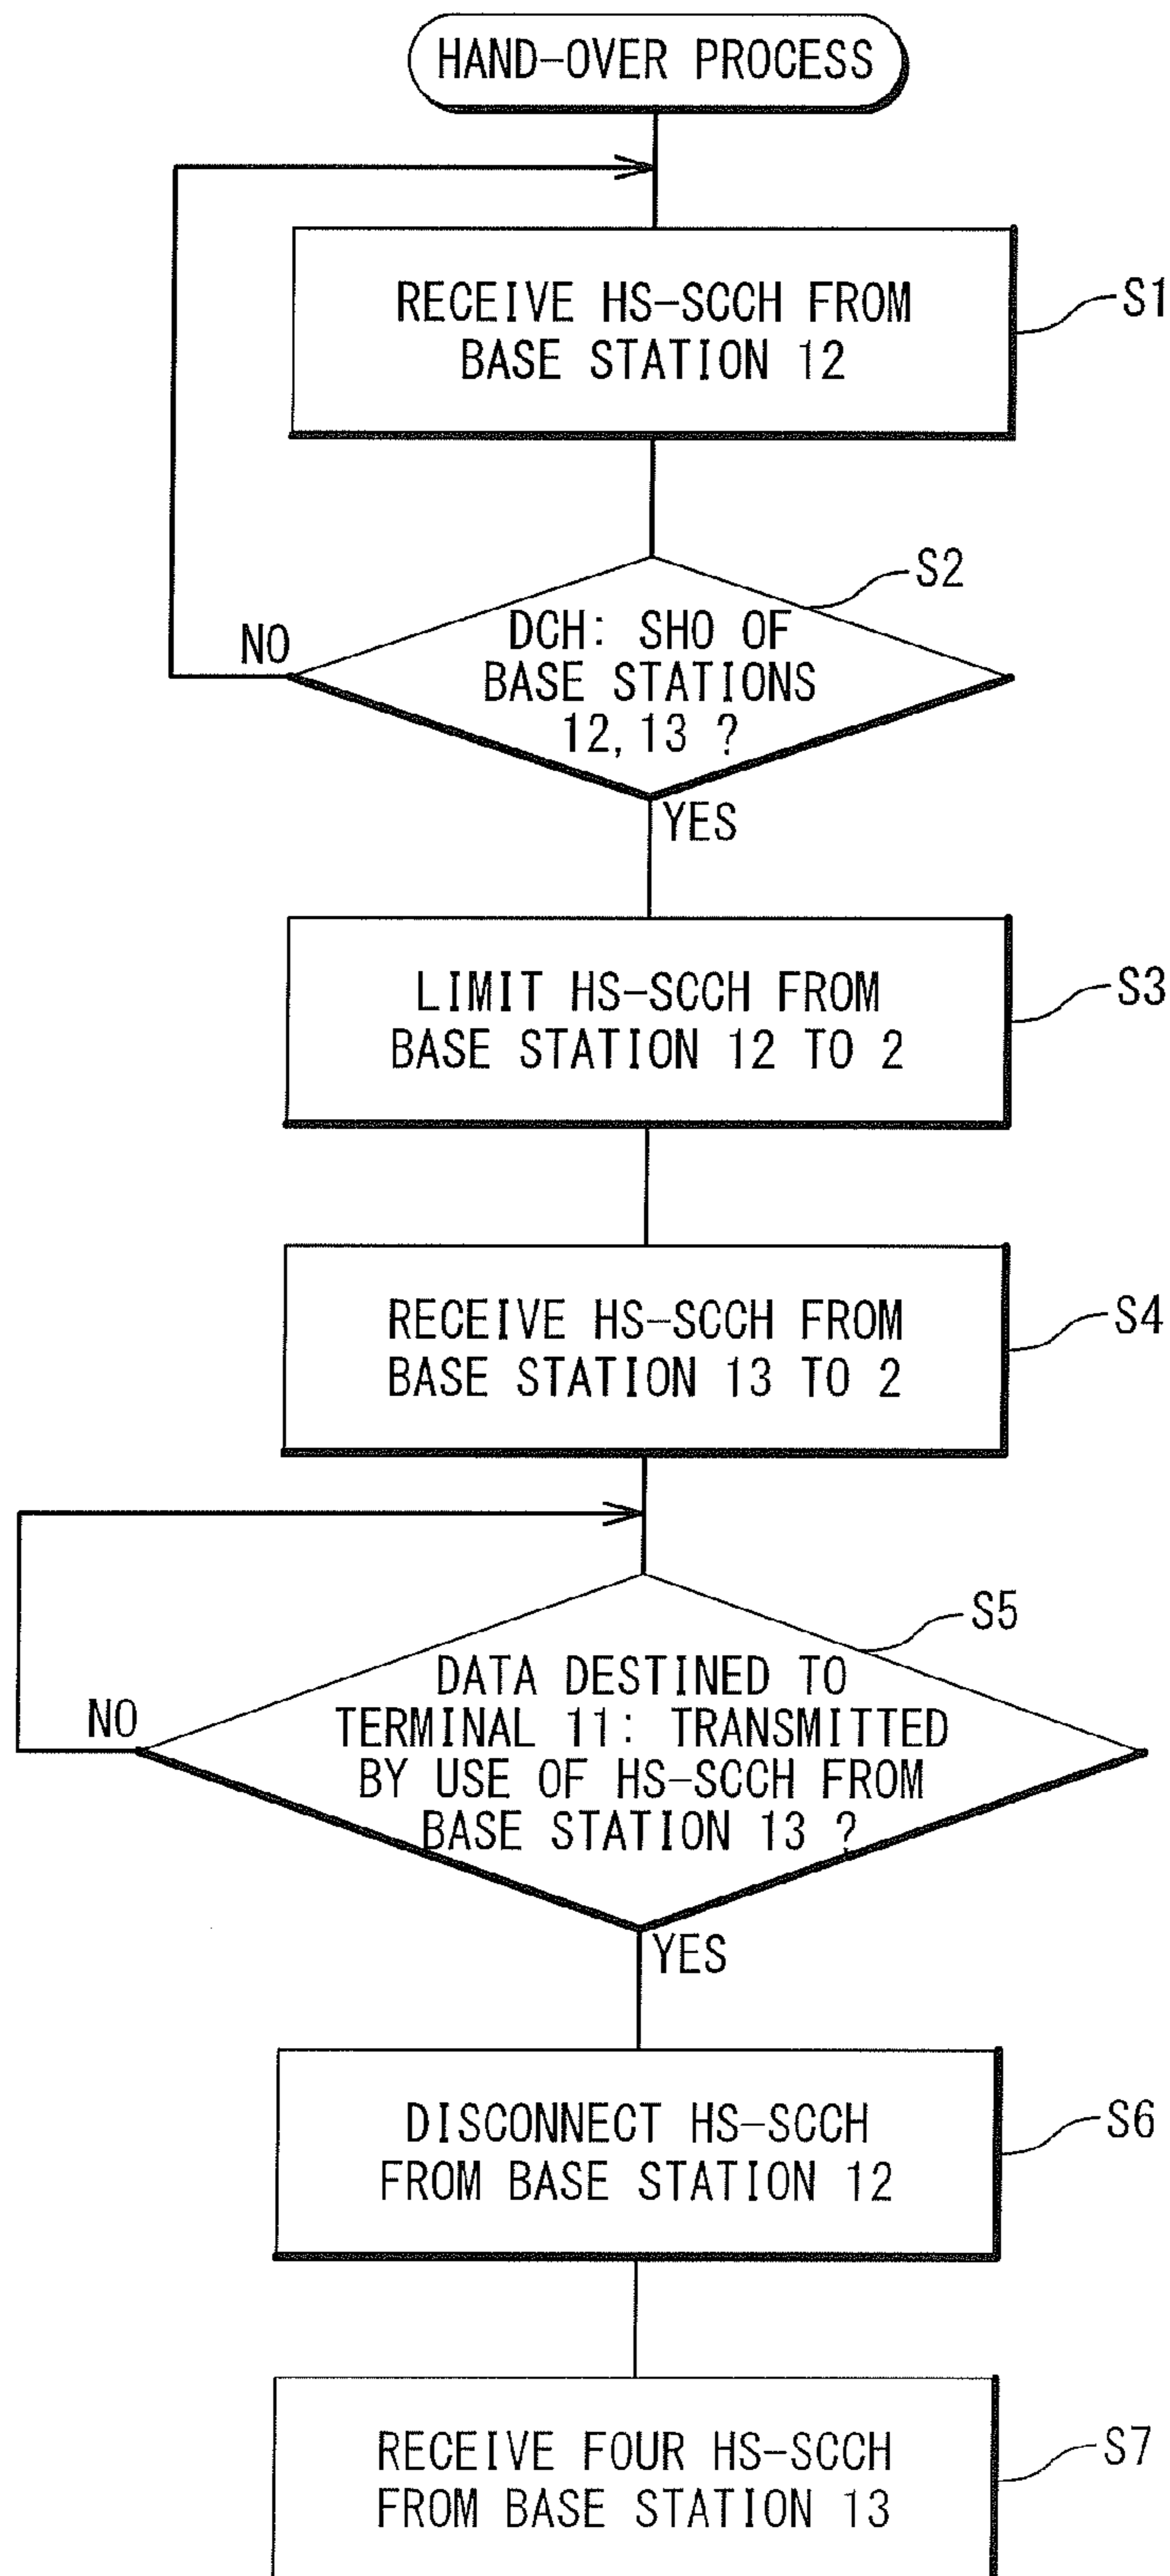 HAND-OVER PROCESS
RECEIVE HS-SCCH FROM
BASE STATION 12
S1
S2
DCH: SHO OF
BASE STATIONS
12, 13 ?
NO
YES
LIMIT HS-SCCH FROM
BASE STATION 12 TO 2
S3
RECEIVE HS-SCCH FROM
BASE STATION 13 TO 2
S4
S5
DATA DESTINED TO
TERMINAL 11: TRANSMITTED
BY USE OF HS-SCCH FROM
BASE STATION 13 ?
NO
YES
DISCONNECT HS-SCCH
FROM BASE STATION 12
S6
RECEIVE FOUR HS-SCCH
FROM BASE STATION 13
S7